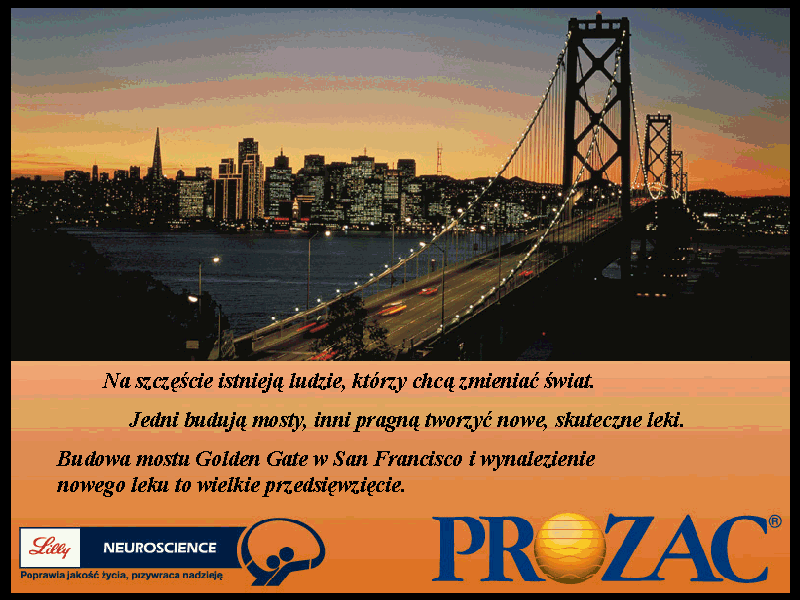 Na szczęście istnieją ludzie, którzy chcą zmieniać świat.
Jedni budują mosty, inni pragną tworzyć nowe, skuteczne leki.
Budowa mostu Golden Gate w San Francisco i wynalezienie
nowego leku to wielkie przedsięwzięcie.
Lilly NEUROSCIENCE
Poprawia jakość życia, przywraca nadzieję
PROZAC®